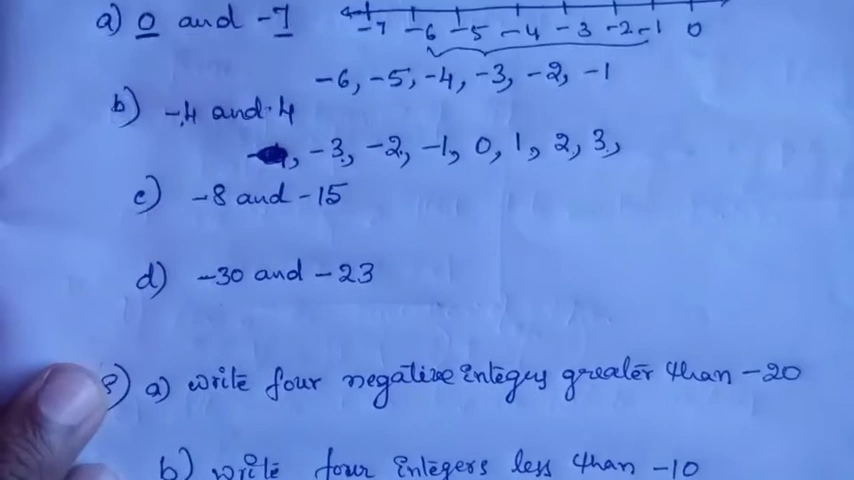 a) 0 and -7
-7 -6 -5 -4 -3 -2 -1 0
-6, -5, -4, -3, -2, -1
b) -4 and 4
, -3, -2, -1, 0, 1, 2, 3,
c) -8 and -15
d) -30 and -23
8) a) write four negative integers greater than -20
b) write four integers less than -10